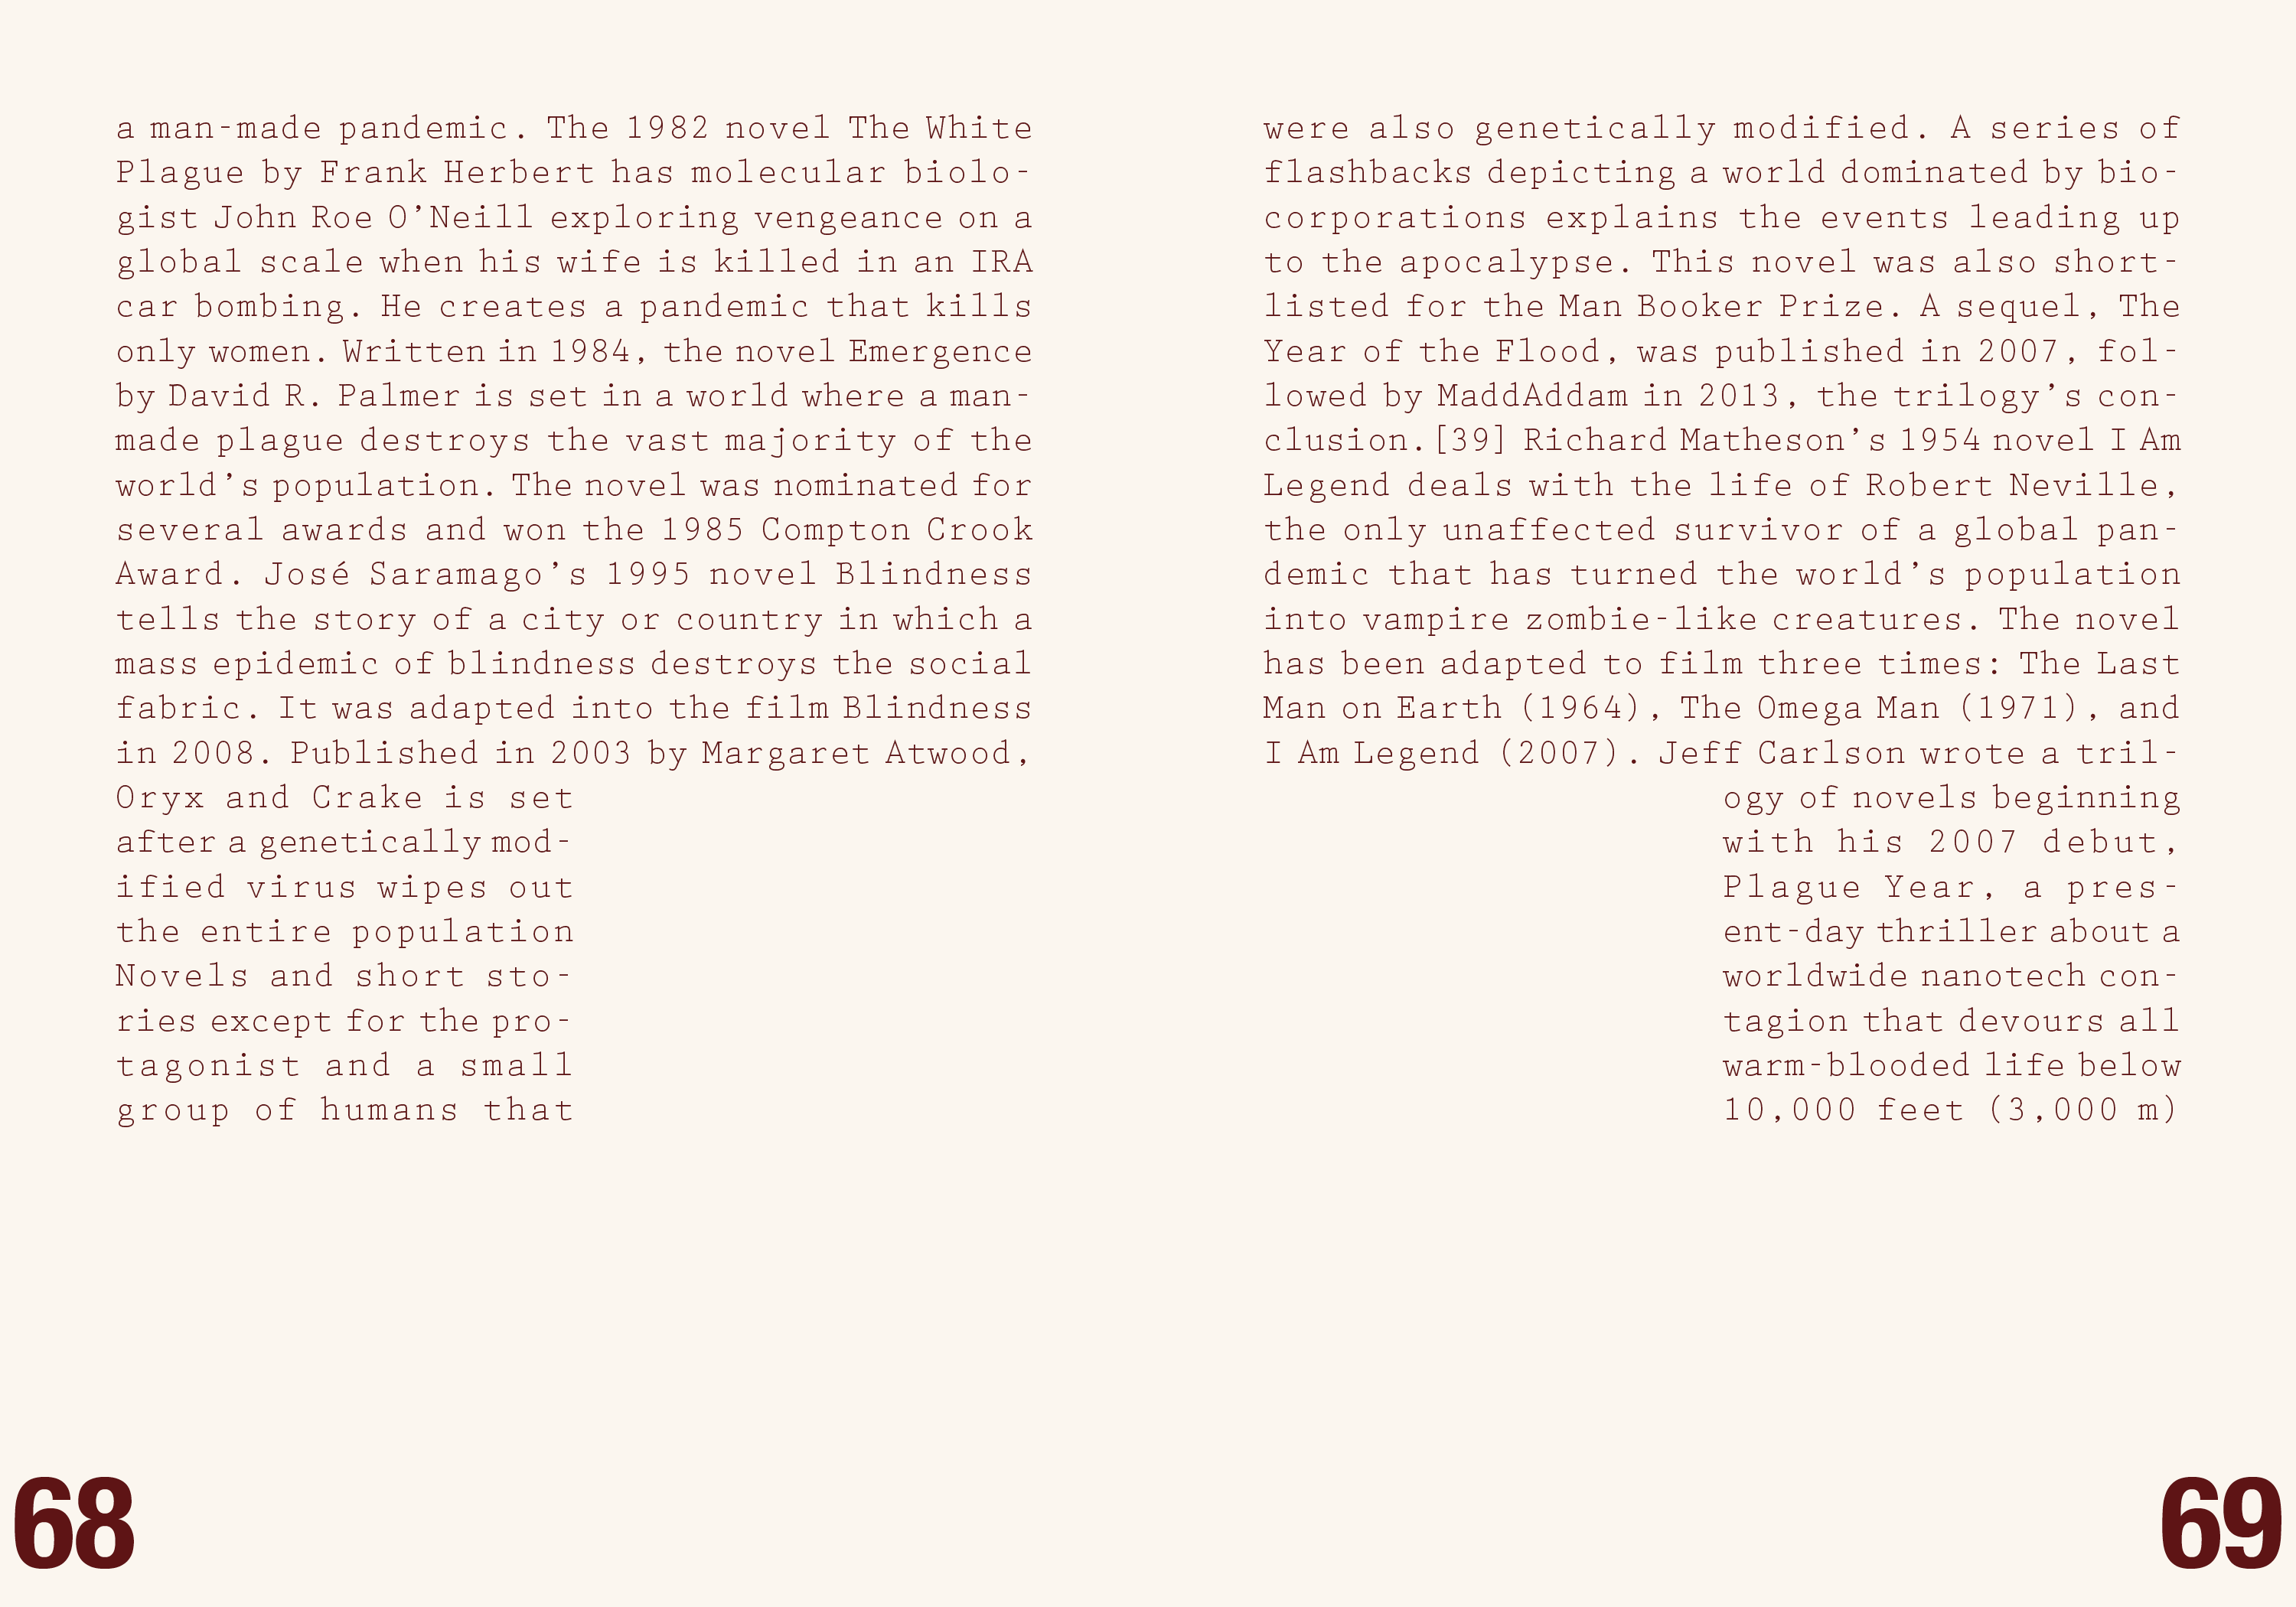 a man-made pandemic. The 1982 novel The White
Plague by Frank Herbert has molecular biolo-
gist John Roe O’Neill exploring vengeance on a
global scale when his wife is killed in an IRA
car bombing. He creates a pandemic that kills
only women. Written in 1984, the novel Emergence
by David R. Palmer is set in a world where a man-
made plague destroys the vast majority of the
world’s population. The novel was nominated for
several awards and won the 1985 Compton Crook
Award. José Saramago’s 1995 novel Blindness
tells the story of a city or country in which a
mass epidemic of blindness destroys the social
fabric. It was adapted into the film Blindness
in 2008. Published in 2003 by Margaret Atwood,
Oryx and Crake is set
after a genetically mod-
ified virus wipes out
the entire population
Novels and short sto-
ries except for the pro-
tagonist and a small
group of humans that
68
were also genetically modified. A series of
flashbacks depicting a world dominated by bio-
corporations explains the events leading up
to the apocalypse. This novel was also short-
listed for the Man Booker Prize. A sequel, The
Year of the Flood, was published in 2007, fol-
lowed by MaddAddam in 2013, the trilogy’s con-
clusion.[39] Richard Matheson’s 1954 novel I Am
Legend deals with the life of Robert Neville,
the only unaffected survivor of a global pan-
demic that has turned the world’s population
into vampire zombie-like creatures. The novel
has been adapted to film three times: The Last
Man on Earth (1964), The Omega Man (1971), and
I Am Legend (2007). Jeff Carlson wrote a tril-
ogy of novels beginning
with his 2007 debut,
Plague Year, a pres-
ent-day thriller about a
worldwide nanotech con-
tagion that devours all
warm-blooded life below
10,000 feet (3,000 m)
69